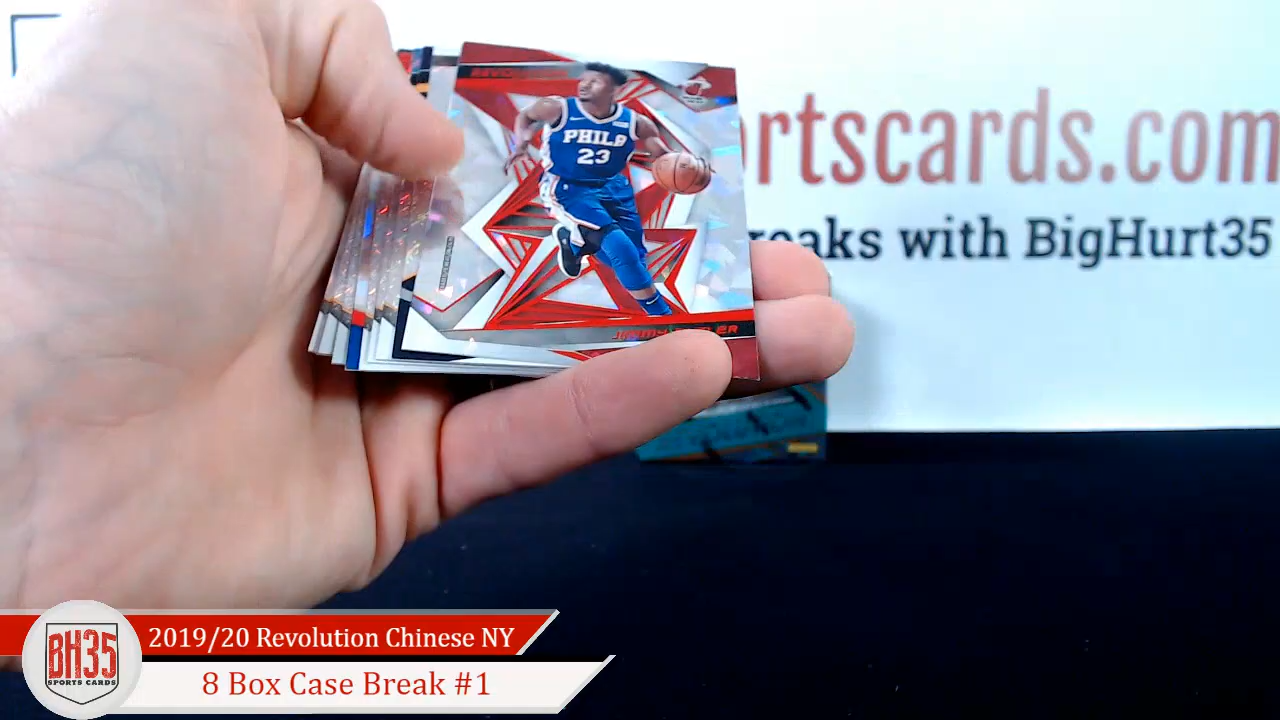 PHILA
23
rtscards.com
reaks with BigHurt35
BH35
SPORTS CARDS
2019/20 Revolution Chinese NY
8 Box Case Break #1